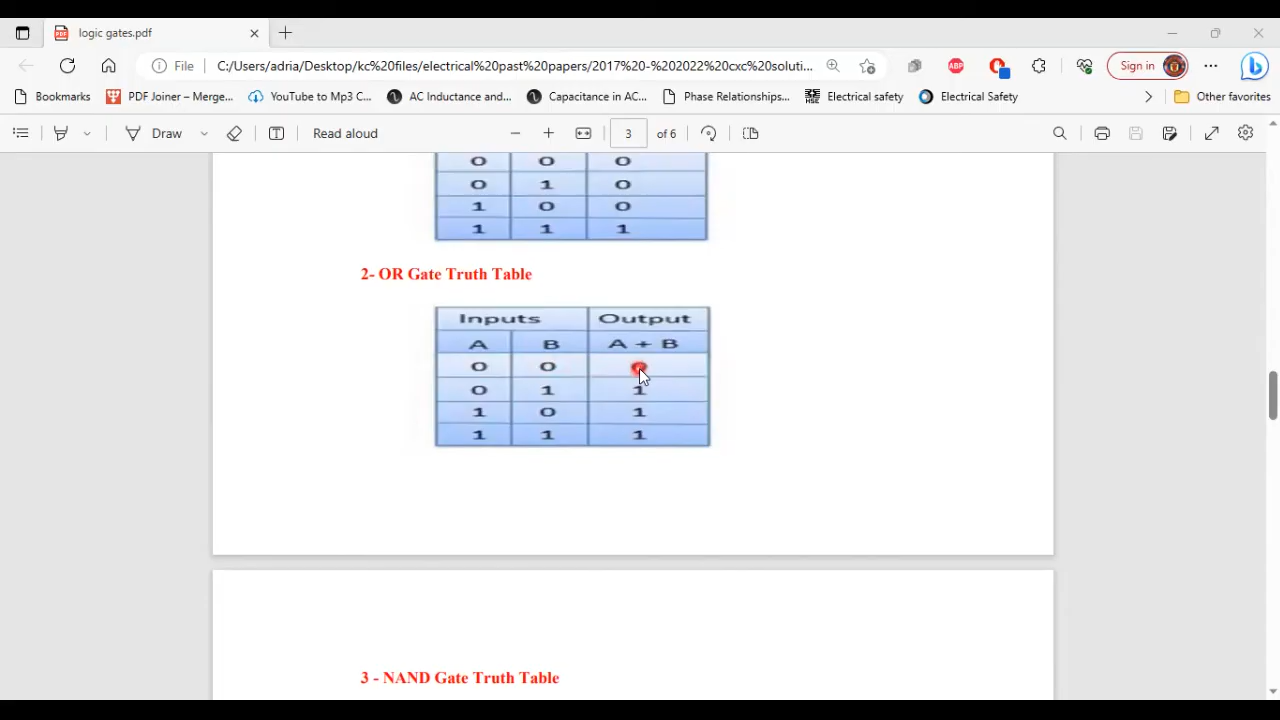 logic gates.pdf
File C:/Users/adria/Desktop/kc%20files/electrical%20past%20papers/2017%20-%202022%20cxc%20soluti... ABP Sign in
Bookmarks PDF Joiner – Merge... YouTube to Mp3 C... AC Inductance and... Capacitance in AC... Phase Relationships... Electrical safety Electrical Safety Other favorites
Draw Read aloud 3 of 6
0 0 0
0 1 0
1 0 0
1 1 1
2- OR Gate Truth Table
Inputs Output
A B A + B
0 0 0
0 1 1
1 0 1
1 1 1
3 - NAND Gate Truth Table